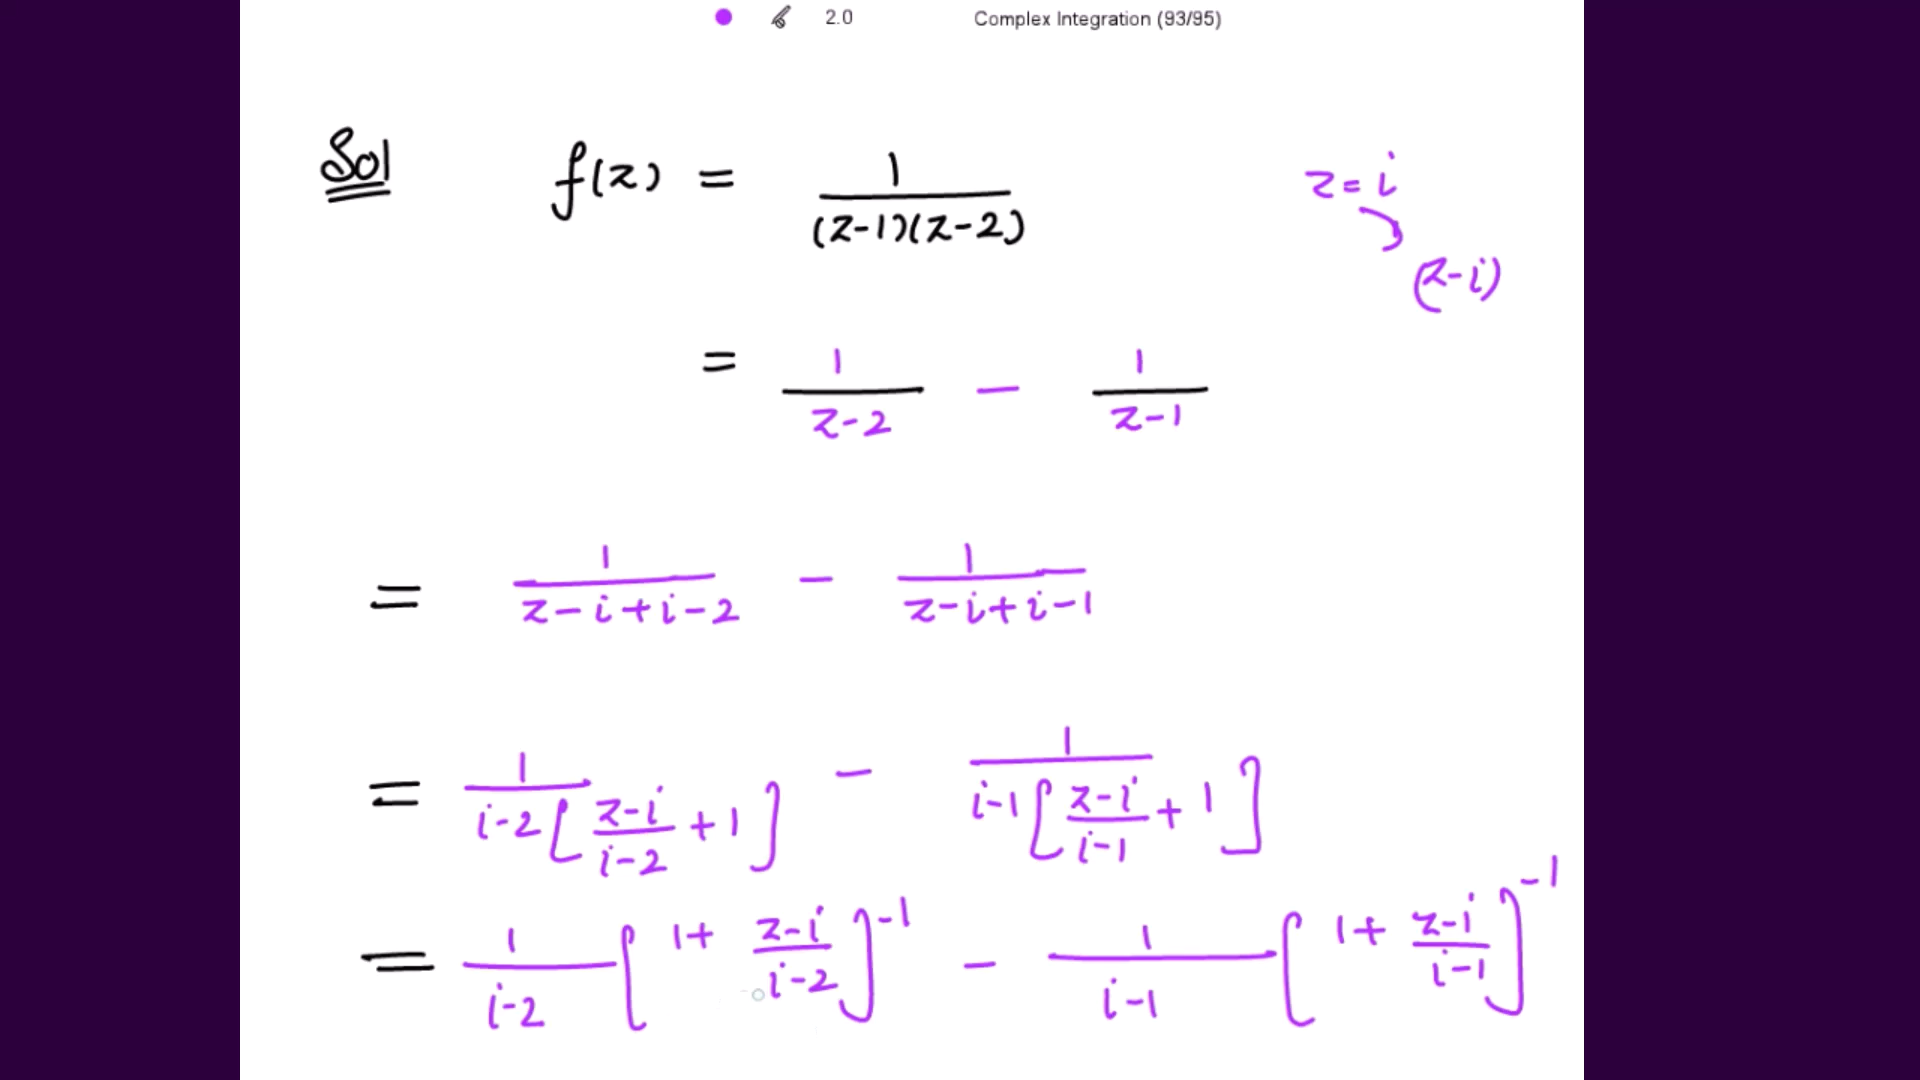 2.0 Complex Integration (93/95)
Sol f(z) = 1/((z-1)(z-2)) z = i
(z-i)
= 1/(z-2) - 1/(z-1)
= 1/(z-i+i-2) - 1/(z-i+i-1)
= 1/(i-2[(z-i)/(i-2) + 1]) - 1/(i-1[(z-i)/(i-1) + 1])
= 1/(i-2) [1 + (z-i)/(i-2)]^-1 - 1/(i-1) [1 + (z-i)/(i-1)]^-1